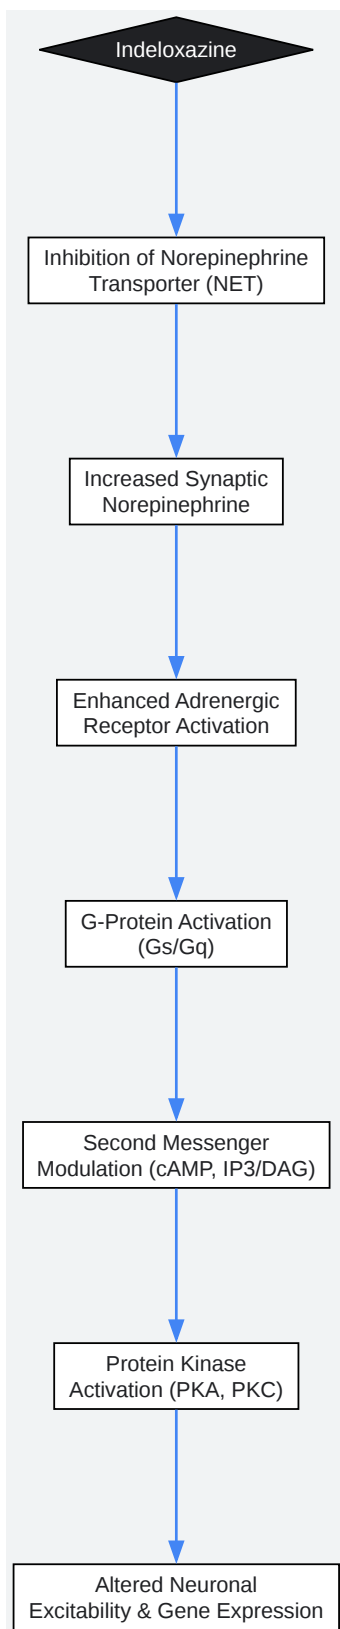 Indeloxazine
Inhibition of Norepinephrine
Transporter (NET)
Increased Synaptic
Norepinephrine
Enhanced Adrenergic
Receptor Activation
G-Protein Activation
(Gs/Gq)
Second Messenger
Modulation (cAMP, IP3/DAG)
Protein Kinase
Activation (PKA, PKC)
Altered Neuronal
Excitability & Gene Expression